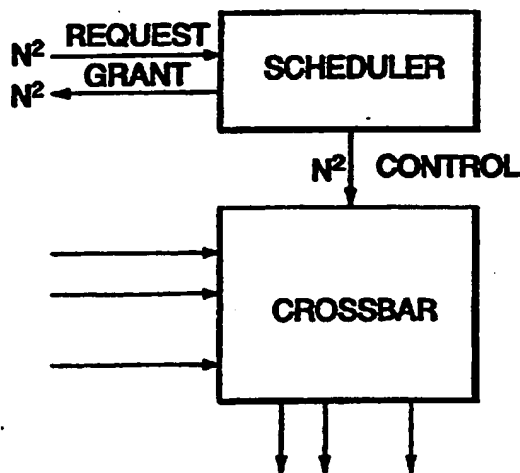 N² REQUEST
N² GRANT
SCHEDULER
N² CONTROL
CROSSBAR